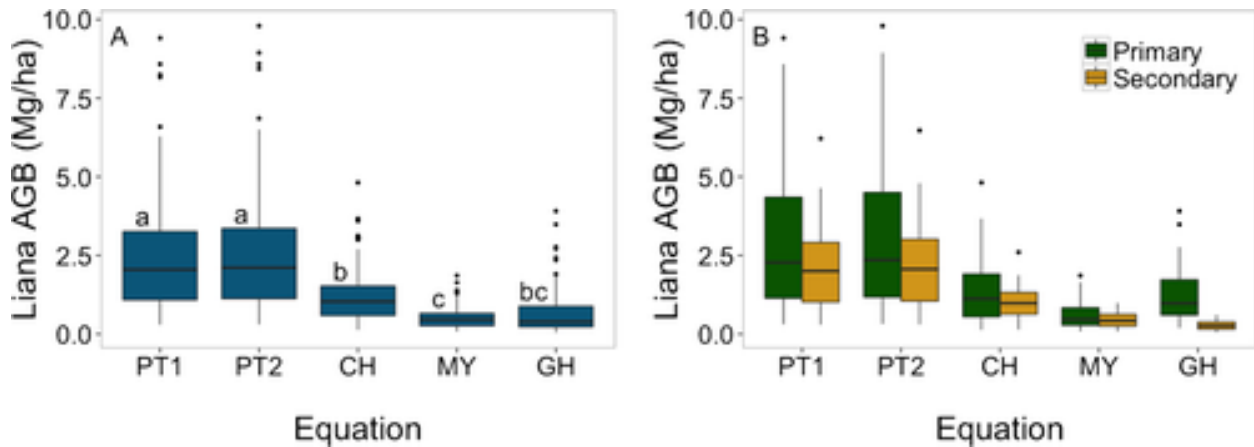 A
Liana AGB (Mg/ha)
10.0
7.5
5.0
2.5
0.0
a
a
b
c
bc
PT1 PT2 CH MY GH
Equation
B
Primary
Secondary
Liana AGB (Mg/ha)
10.0
7.5
5.0
2.5
0.0
PT1 PT2 CH MY GH
Equation